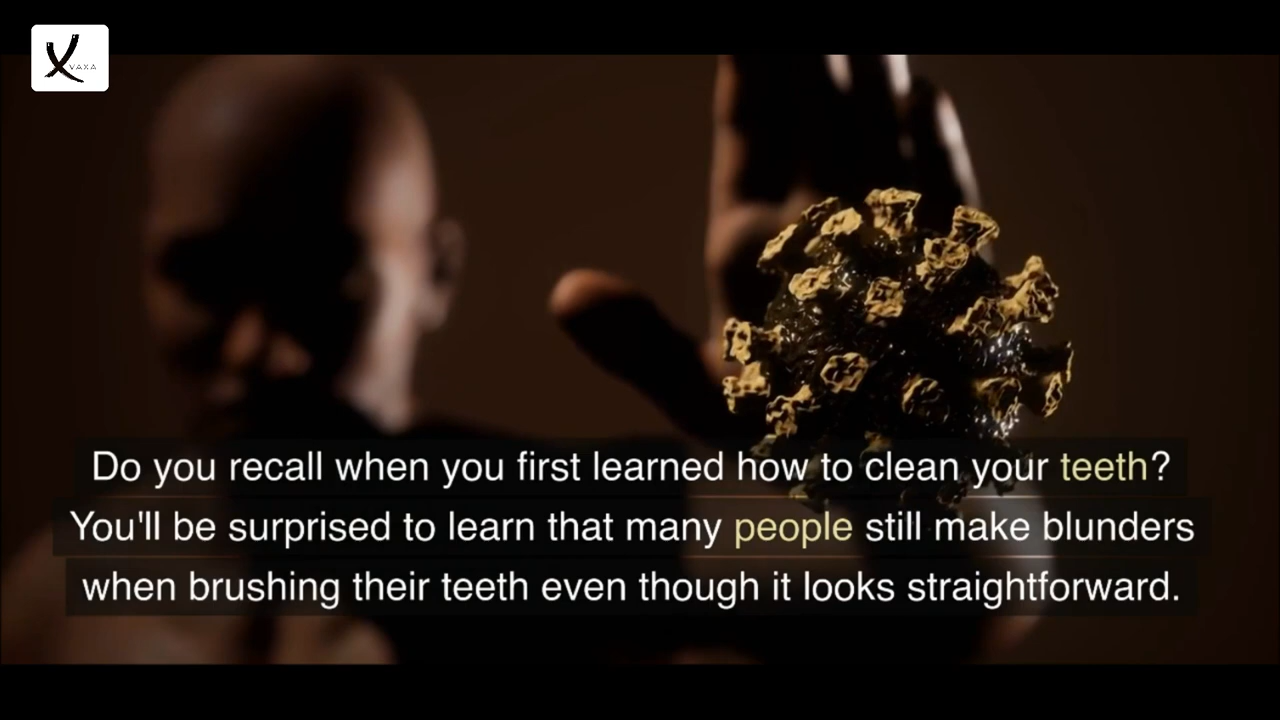 VAXA
Do you recall when you first learned how to clean your teeth?
You'll be surprised to learn that many people still make blunders
when brushing their teeth even though it looks straightforward.